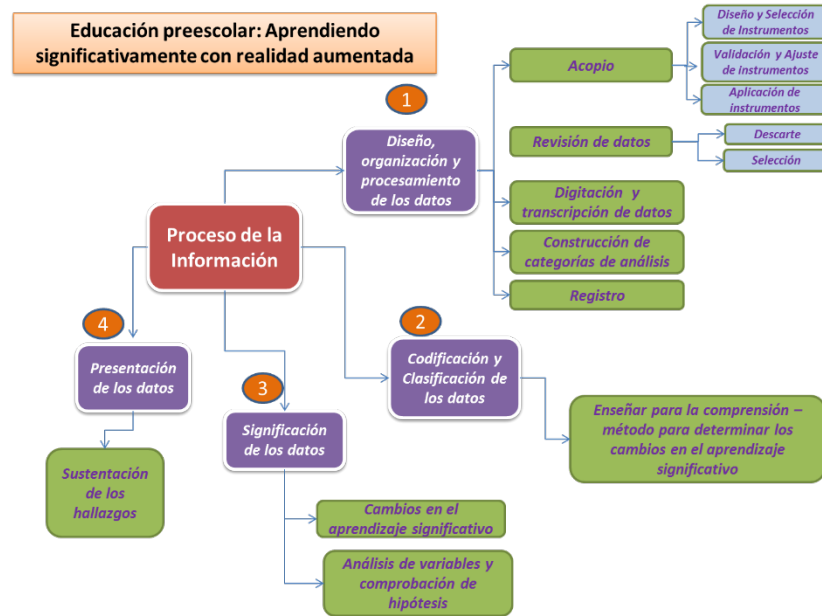 Educación preescolar: Aprendiendo
significativamente con realidad aumentada
1
Diseño,
organización y
procesamiento
de los datos
Acopio
Diseño y Selección
de Instrumentos
Validación y Ajuste
de instrumentos
Aplicación de
instrumentos
Revisión de datos
Descarte
Selección
Digitación y
transcripción de datos
Construcción de
categorías de análisis
Registro
Proceso de la
Información
2
Codificación y
Clasificación de
los datos
Enseñar para la comprensión –
método para determinar los
cambios en el aprendizaje
significativo
3
Significación
de los datos
Cambios en el
aprendizaje significativo
Análisis de variables y
comprobación de
hipótesis
4
Presentación
de los datos
Sustentación
de los
hallazgos